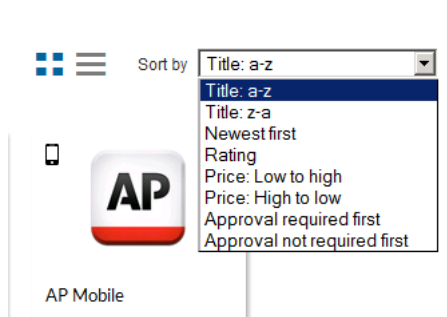 Sort by Title: a-z
Title: a-z
Title: z-a
Newest first
Rating
Price: Low to high
Price: High to low
Approval required first
Approval not required first
AP
AP Mobile